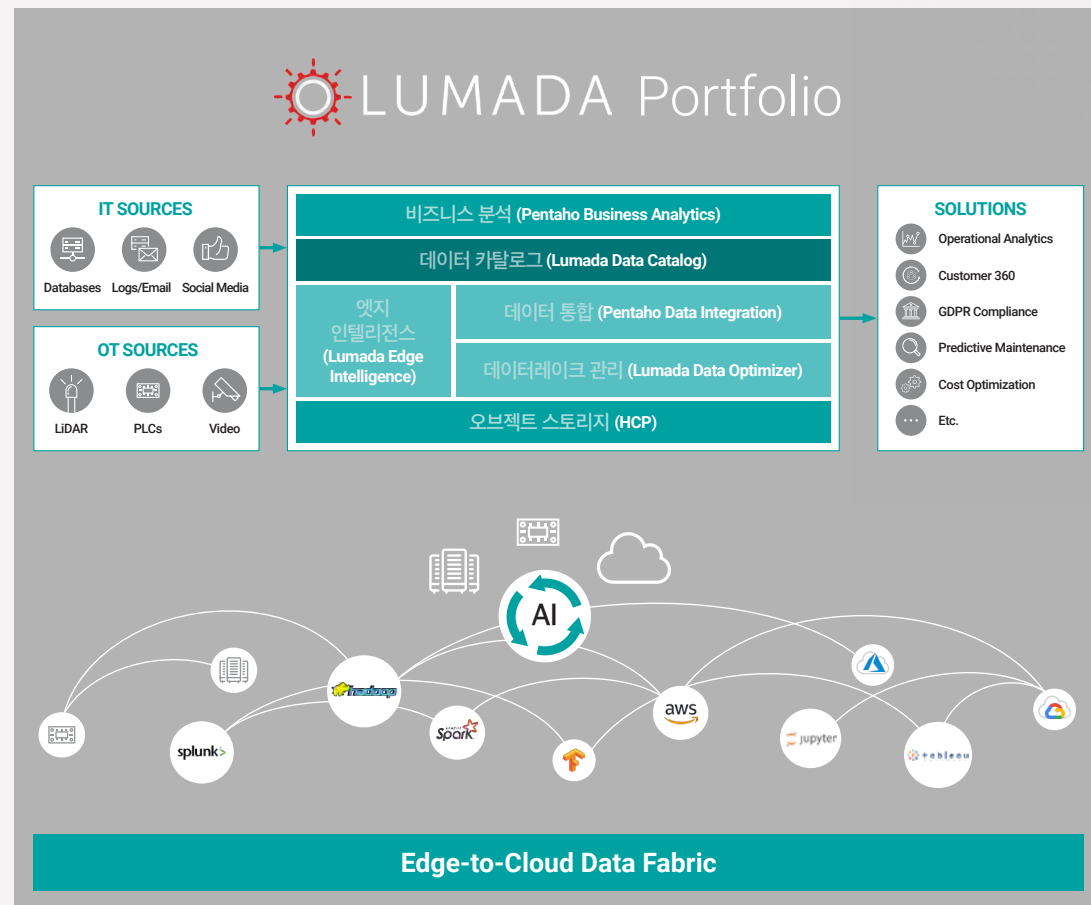 LUMADA Portfolio
IT SOURCES
Databases
Logs/Email
Social Media
OT SOURCES
LiDAR
PLCs
Video
비즈니스 분석 (Pentaho Business Analytics)
데이터 카탈로그 (Lumada Data Catalog)
엣지
인텔리전스
(Lumada Edge
Intelligence)
데이터 통합 (Pentaho Data Integration)
데이터레이크 관리 (Lumada Data Optimizer)
오브젝트 스토리지 (HCP)
SOLUTIONS
Operational Analytics
Customer 360
GDPR Compliance
Predictive Maintenance
Cost Optimization
Etc.
AI
hadoop
splunk>
Spark
aws
jupyter
tableau
Edge-to-Cloud Data Fabric